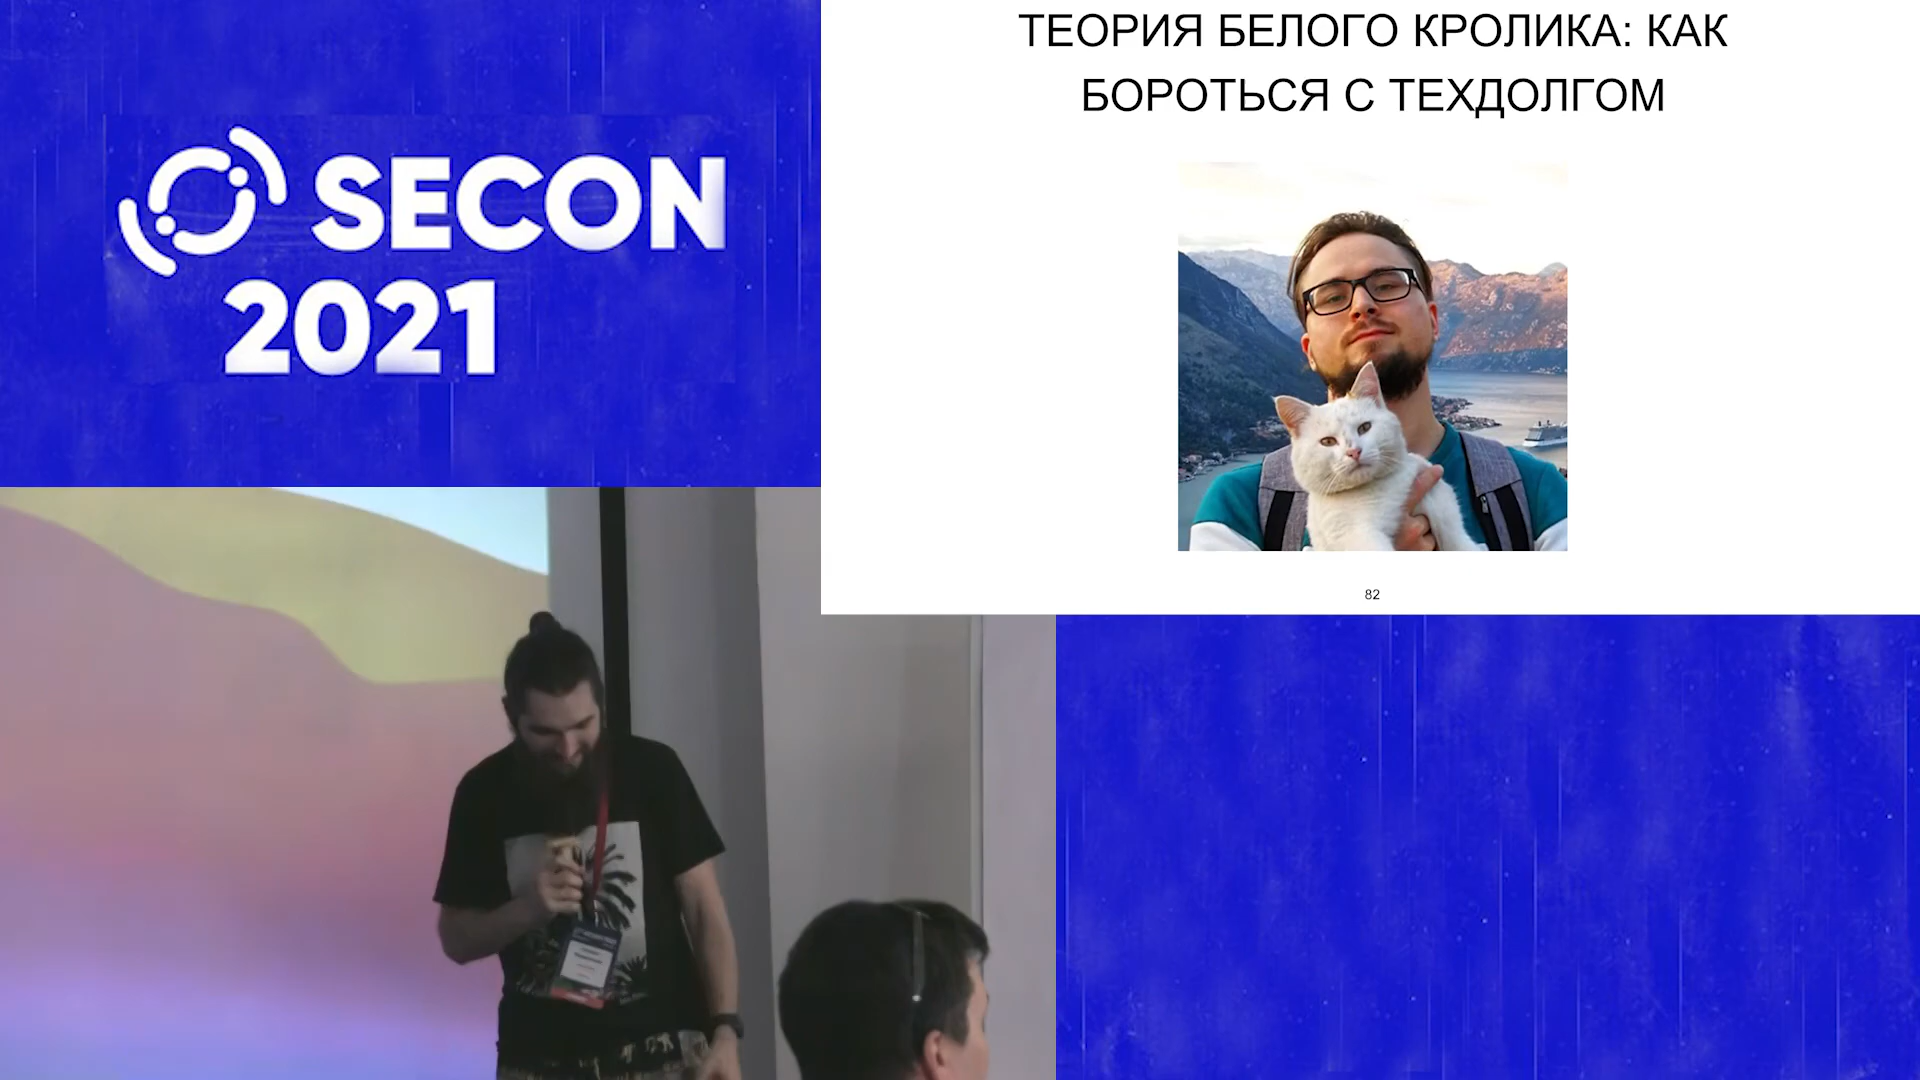 SECON
2021
ТЕОРИЯ БЕЛОГО КРОЛИКА: КАК
БОРОТЬСЯ С ТЕХДОЛГОМ
82